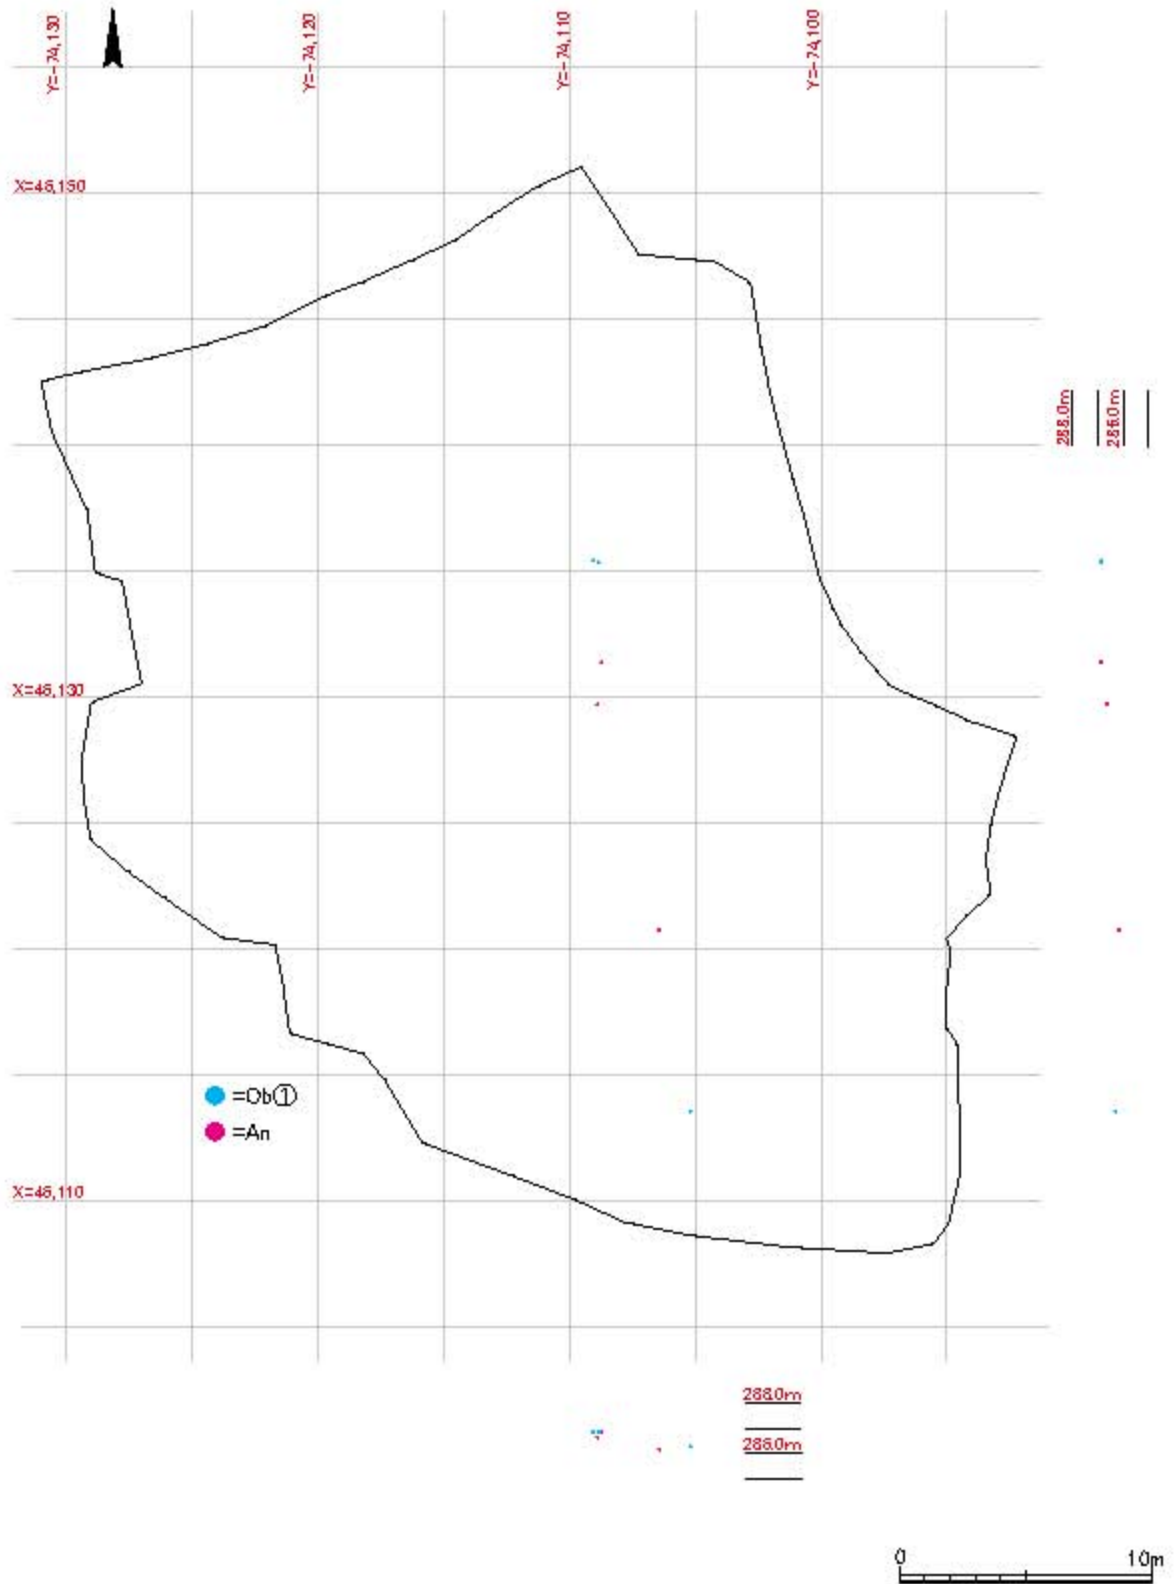 Y=-74,130
Y=-74,120
Y=-74,110
Y=-74,100
X=46,150
288.0m
286.0m
X=46,130
=Ob①
=An
X=46,110
288.0m
286.0m
0
10m